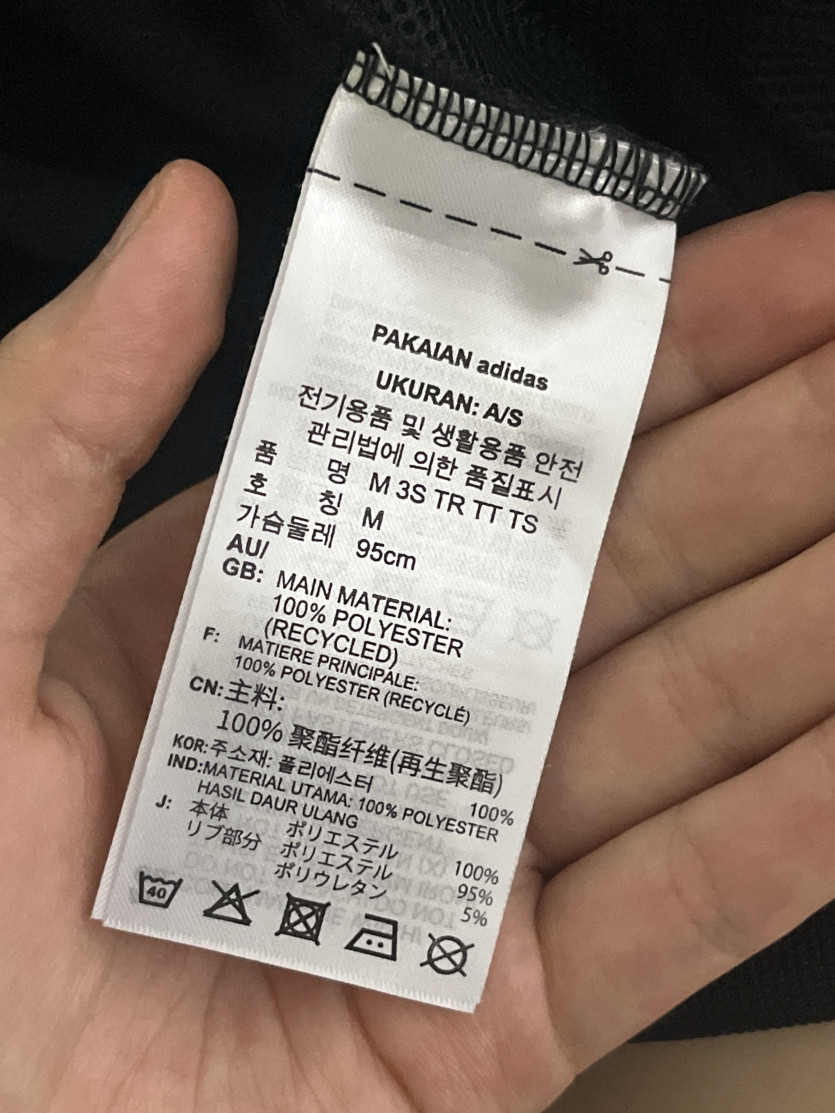 PAKAIAN adidas
UKURAN: A/S
전기용품 및 생활용품 안전
관리법에 의한 품질표시
품 명 M 3S TR TT TS
호 칭 M
가슴둘레 95cm
AU/
GB: MAIN MATERIAL:
100% POLYESTER
(RECYCLED)
F: MATIERE PRINCIPALE:
100% POLYESTER (RECYCLÉ)
CN: 主料:
100% 聚酯纤维(再生聚酯)
KOR: 주소재: 폴리에스터 100%
IND: MATERIAL UTAMA: 100% POLYESTER
HASIL DAUR ULANG
J: 本体 ポリエステル 100%
リブ部分 ポリエステル 95%
ポリウレタン 5%
40